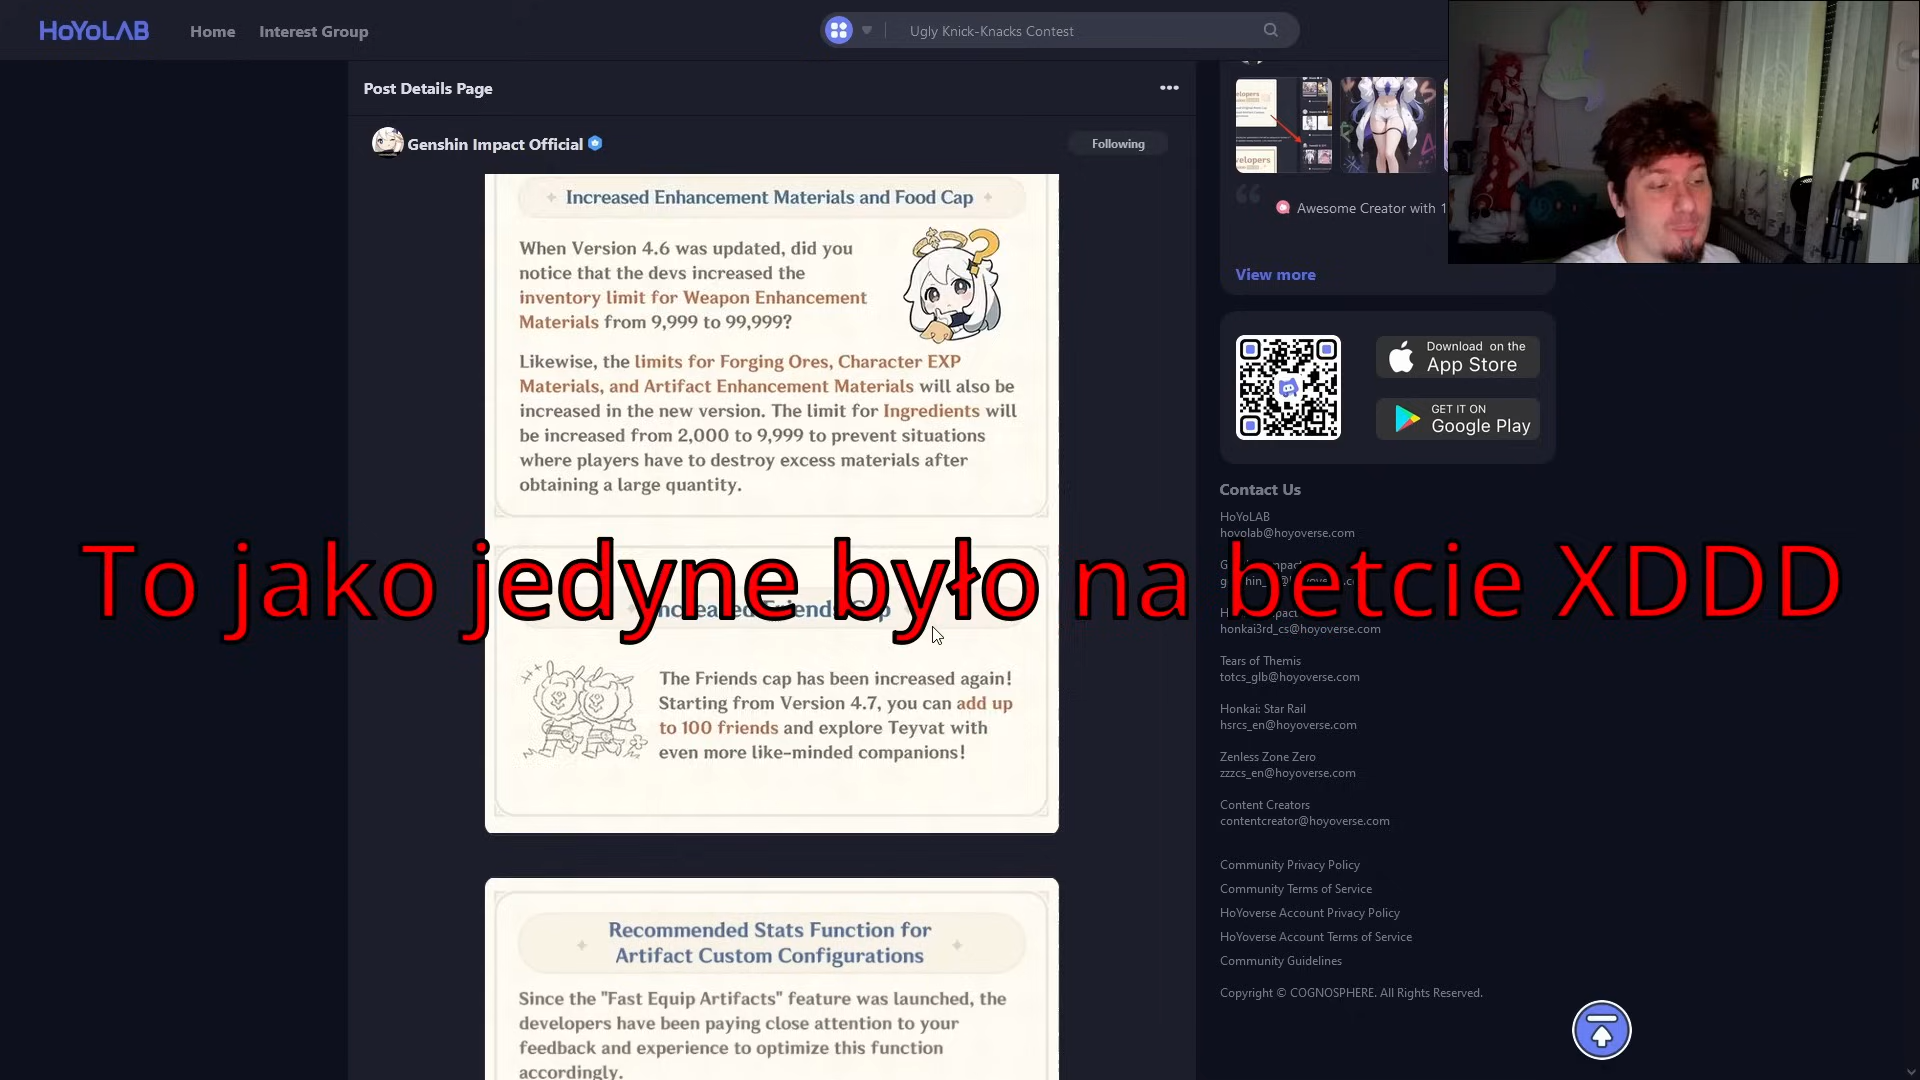 HoYoLAB
Home
Interest Group
Ugly Knick-Knacks Contest
Post Details Page
Genshin Impact Official
Following
Increased Enhancement Materials and Food Cap
When Version 4.6 was updated, did you
notice that the devs increased the
inventory limit for Weapon Enhancement
Materials from 9,999 to 99,999?
Likewise, the limits for Forging Ores, Character EXP
Materials, and Artifact Enhancement Materials will also be
increased in the new version. The limit for Ingredients will
be increased from 2,000 to 9,999 to prevent situations
where players have to destroy excess materials after
obtaining a large quantity.
To jako jedyne było na betcie XDDD
Increased Friends Cap
The Friends cap has been increased again!
Starting from Version 4.7, you can add up
to 100 friends and explore Teyvat with
even more like-minded companions!
Recommended Stats Function for
Artifact Custom Configurations
Since the "Fast Equip Artifacts" feature was launched, the
developers have been paying close attention to your
feedback and experience to optimize this function
accordingly.
velopers
velopers
Awesome Creator with 1
View more
Download on the
App Store
GET IT ON
Google Play
Contact Us
HoYoLAB
hoyolab@hoyoverse.com
honkai3rd_cs@hoyoverse.com
Tears of Themis
totcs_glb@hoyoverse.com
Honkai: Star Rail
hsrcs_en@hoyoverse.com
Zenless Zone Zero
zzzcs_en@hoyoverse.com
Content Creators
contentcreator@hoyoverse.com
Community Privacy Policy
Community Terms of Service
HoYoverse Account Privacy Policy
HoYoverse Account Terms of Service
Community Guidelines
Copyright © COGNOSPHERE. All Rights Reserved.